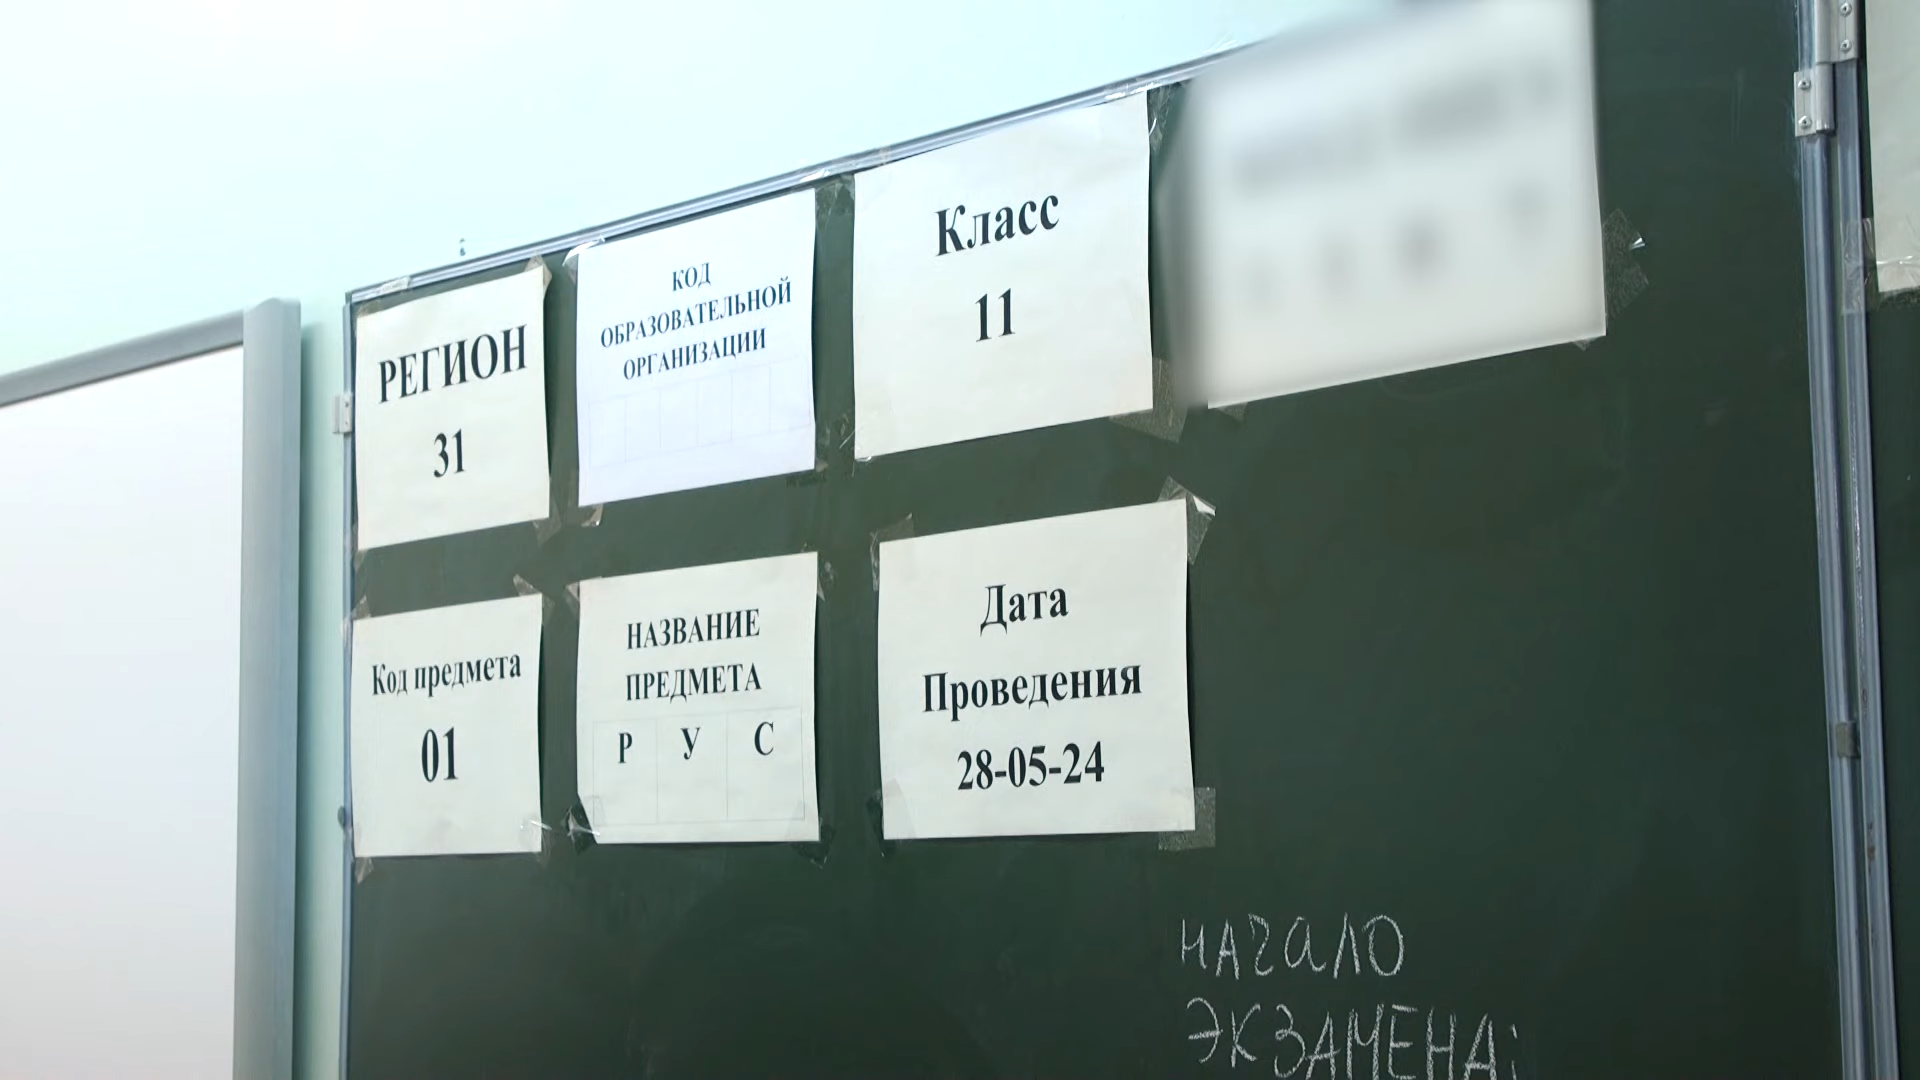 РЕГИОН
31
КОД
ОБРАЗОВАТЕЛЬНОЙ
ОРГАНИЗАЦИИ
Класс
11
Код предмета
01
НАЗВАНИЕ
ПРЕДМЕТА
Р У С
Дата
Проведения
28-05-24
НАЧАЛО
ЭКЗАМЕНА: